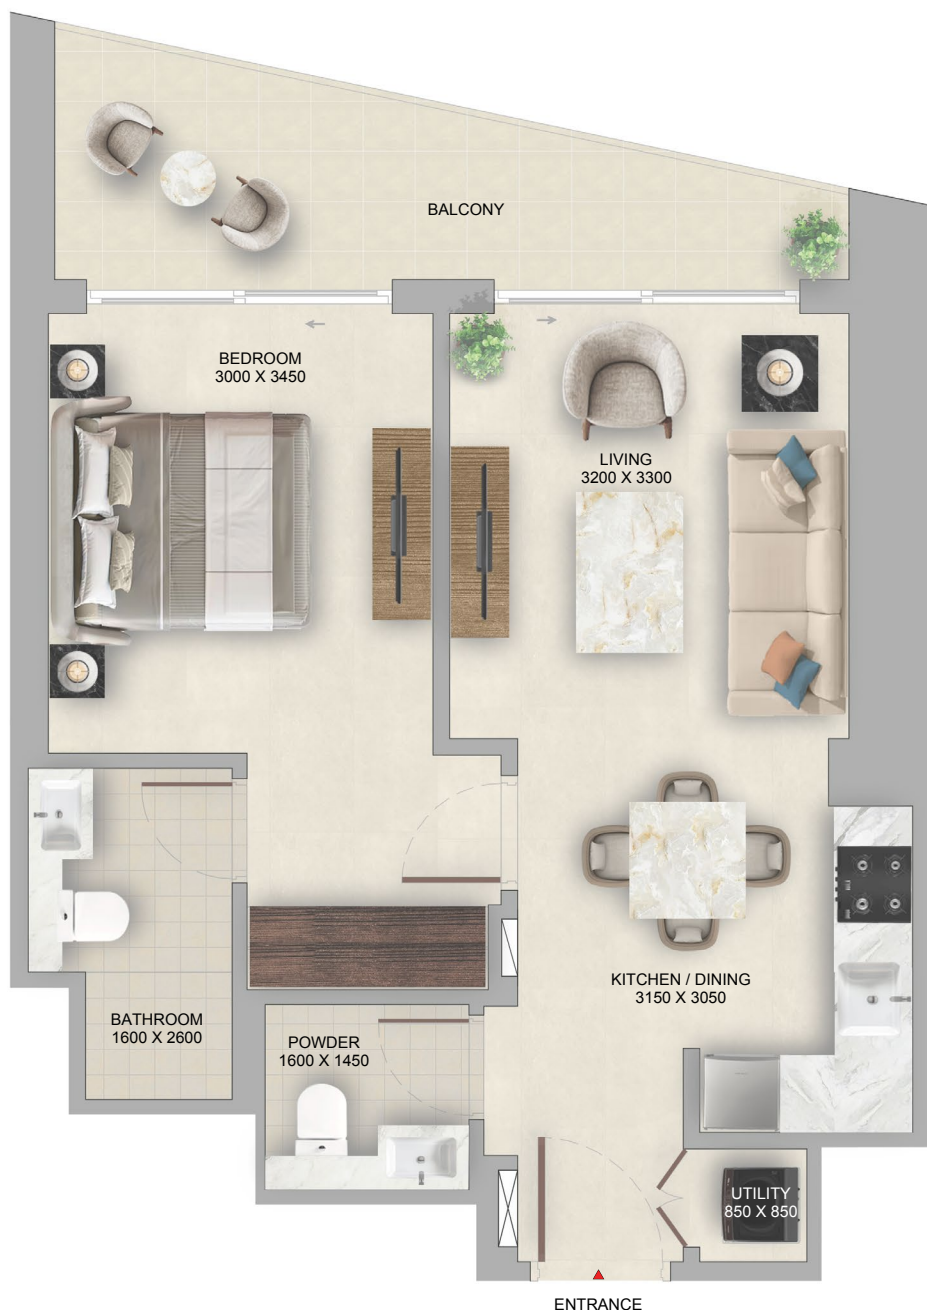 BALCONY
BEDROOM
3000 X 3450
LIVING
3200 X 3300
KITCHEN / DINING
3150 X 3050
BATHROOM
1600 X 2600
POWDER
1600 X 1450
UTILITY
850 X 850
ENTRANCE